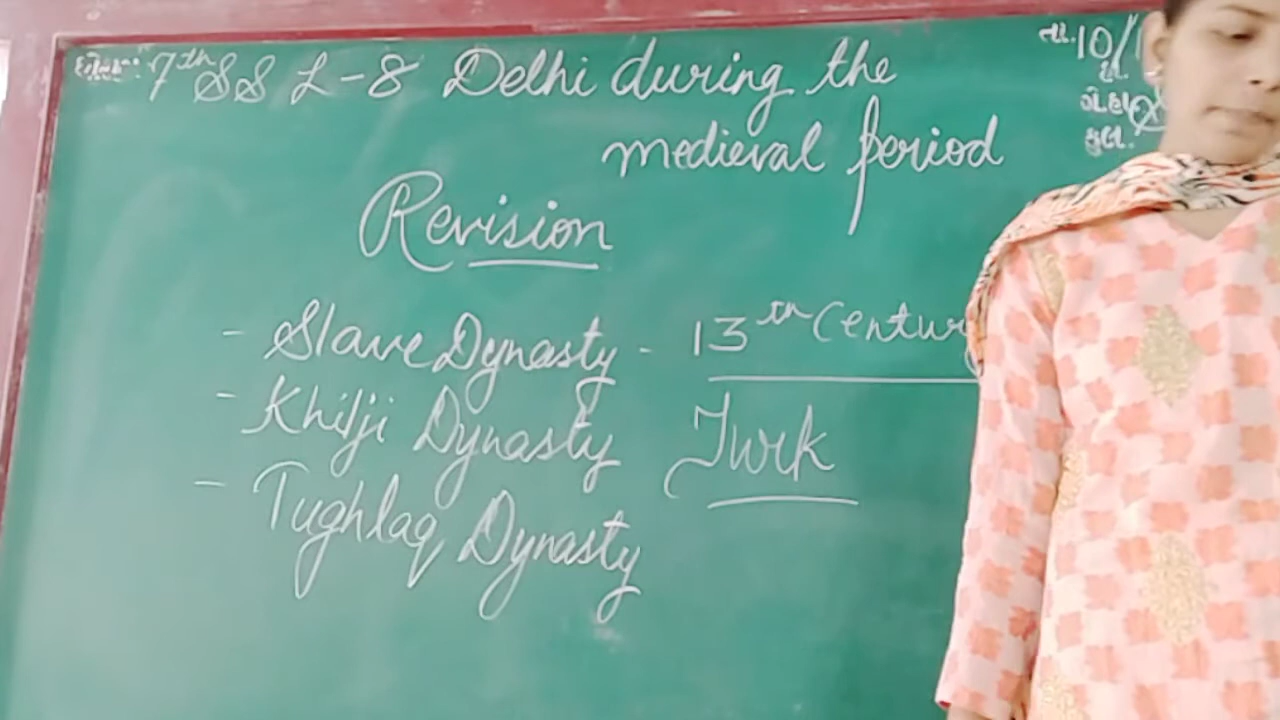 7th SS L-8 Delhi during the
medieval period
તા. 10/
Revision
- Slave Dynasty - 13th Centur
- Khilji Dynasty Turk
- Tughlaq Dynasty